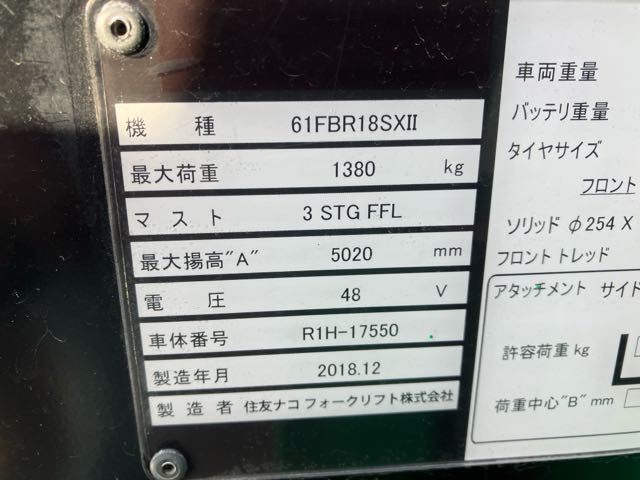 機種 61FBR18SXII
最大荷重 1380 kg
マスト 3 STG FFL
最大揚高"A" 5020 mm
電圧 48 V
車体番号 R1H-17550
製造年月 2018.12
製造者 住友ナコ フォークリフト株式会社
車両重量
バッテリ重量
タイヤサイズ
フロント
ソリッド φ254 X
フロント トレッド
アタッチメント サイド
許容荷重 kg
荷重中心"B" mm